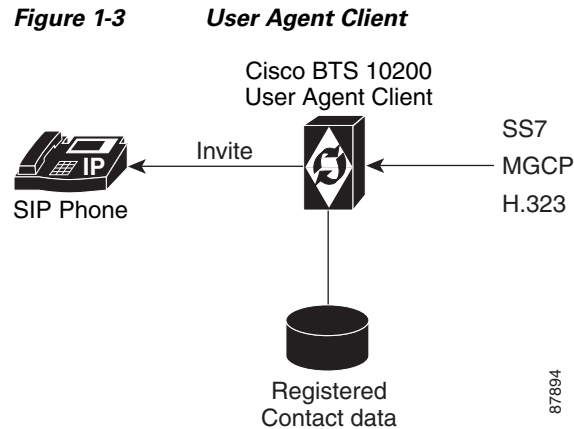 Figure 1-3 User Agent Client
Cisco BTS 10200
User Agent Client
SS7
Invite
MGCP
IP
H.323
SIP Phone
Registered
Contact data
87894